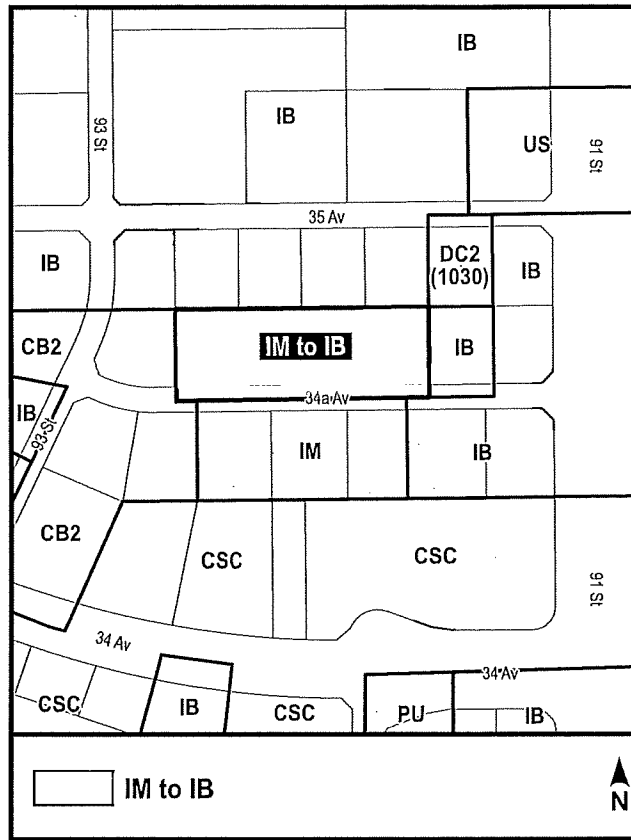 IB
93 St
IB
US
91 St
35 Av
IB
DC2
(1030)
IB
CB2
IM to IB
IB
34a Av
IB
93 St
IM
IB
CB2
CSC
CSC
91 St
34 Av
34 Av
CSC
IB
CSC
PU
IB
IM to IB
N